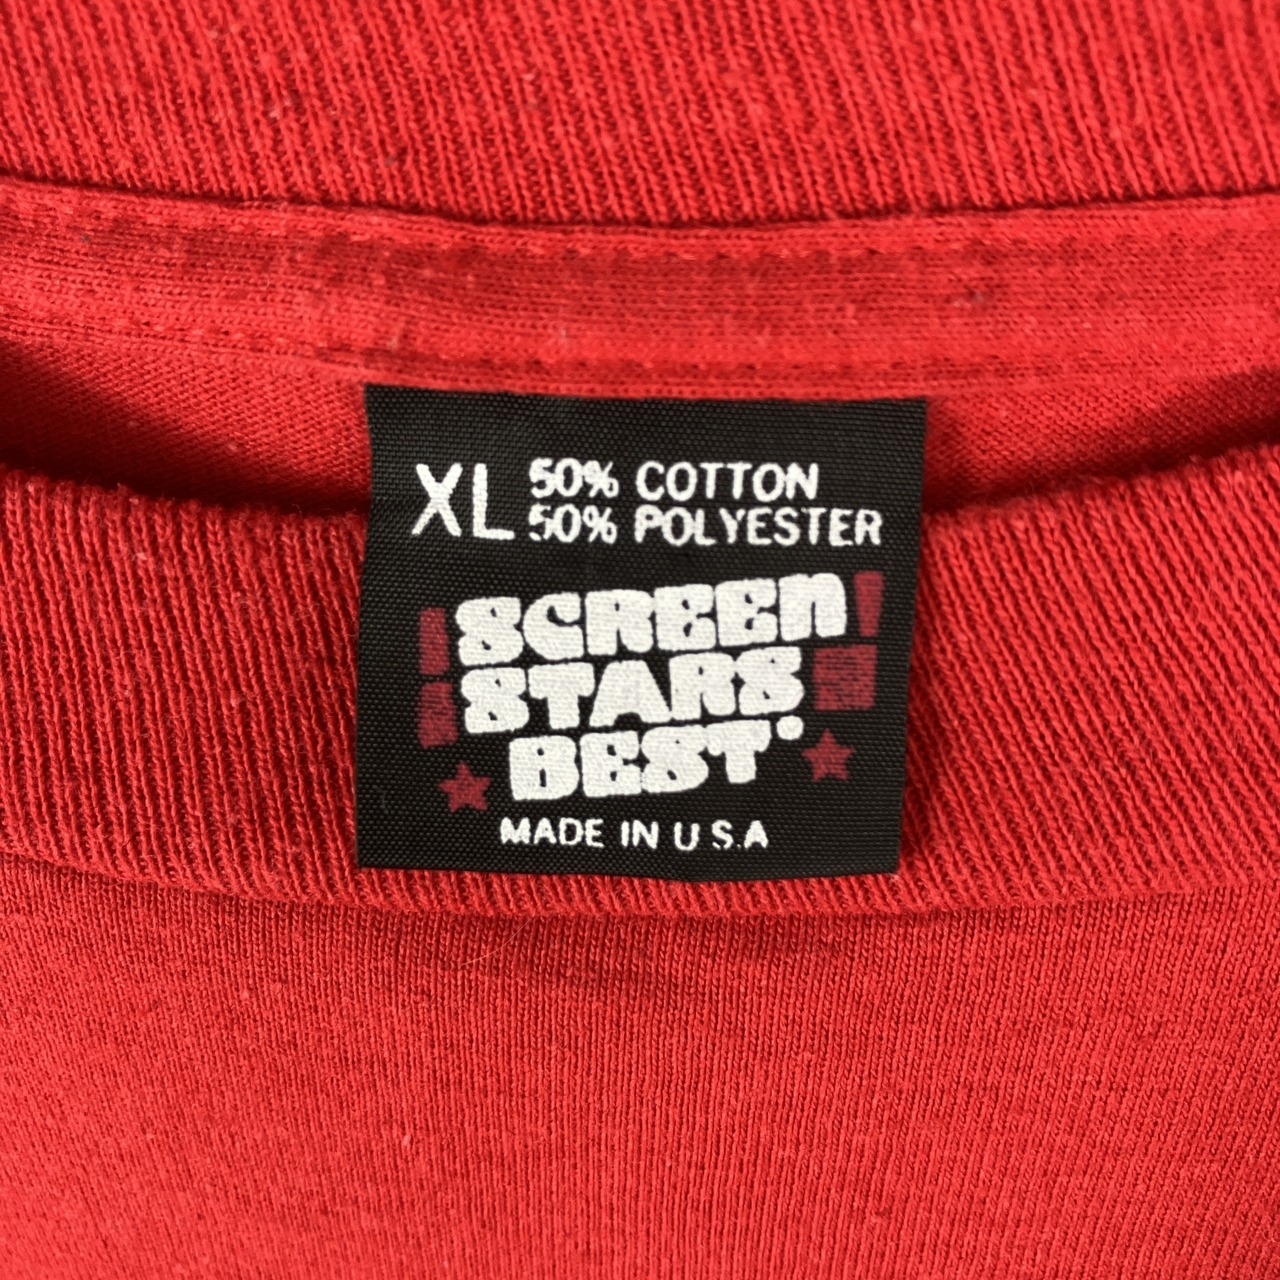 XL 50% COTTON
50% POLYESTER
SCREEN
STARS
BEST
MADE IN U S.A